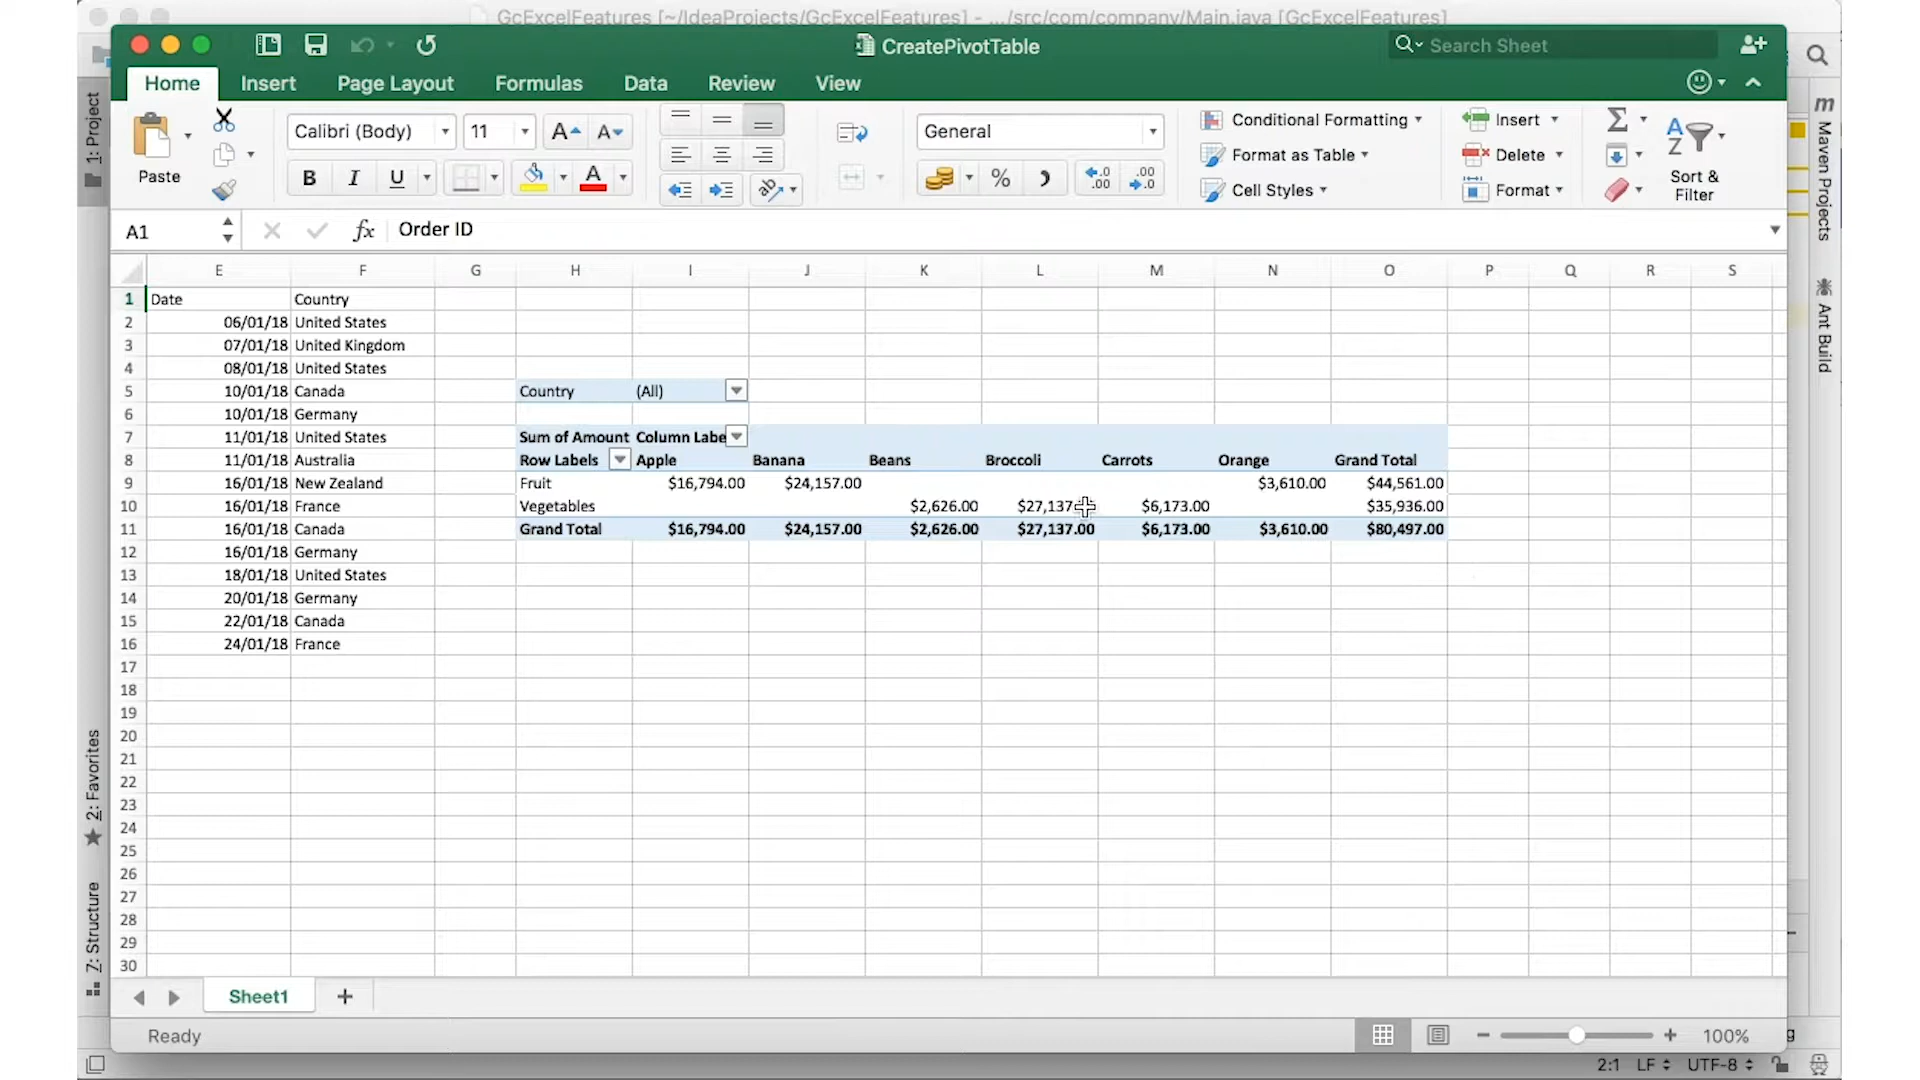 GcExcelFeatures [~/IdeaProjects/GcExcelFeatures] - .../src/com/company/Main.java [GcExcelFeatures]
CreatePivotTable
Search Sheet
Home Insert Page Layout Formulas Data Review View
Paste
Calibri (Body) 11
A A
B I U A
General
% .0 .00 .00 .0
Conditional Formatting
Format as Table
Cell Styles
Insert
Delete
Format
A Z
Sort & Filter
A1 fx Order ID
E F G H I J K L M N O P Q R S
1 Date Country
2 06/01/18 United States
3 07/01/18 United Kingdom
4 08/01/18 United States
5 10/01/18 Canada Country (All)
6 10/01/18 Germany
7 11/01/18 United States Sum of Amount Column Labe
8 11/01/18 Australia Row Labels Apple Banana Beans Broccoli Carrots Orange Grand Total
9 16/01/18 New Zealand Fruit $16,794.00 $24,157.00 $3,610.00 $44,561.00
10 16/01/18 France Vegetables $2,626.00 $27,137 $6,173.00 $35,936.00
11 16/01/18 Canada Grand Total $16,794.00 $24,157.00 $2,626.00 $27,137.00 $6,173.00 $3,610.00 $80,497.00
12 16/01/18 Germany
13 18/01/18 United States
14 20/01/18 Germany
15 22/01/18 Canada
16 24/01/18 France
17
18
19
20
21
22
23
24
25
26
27
28
29
30
Sheet1 +
Ready
100%
2:1 LF UTF-8
1: Project
2: Favorites
Z: Structure
m Maven Projects
Ant Build